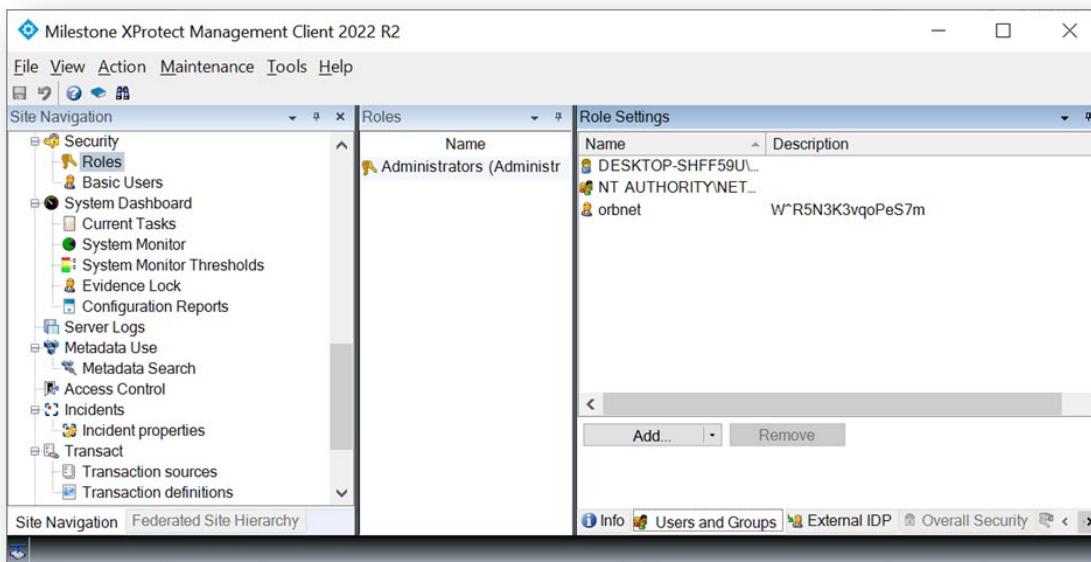 Milestone XProtect Management Client 2022 R2
File View Action Maintenance Tools Help
Site Navigation
Security
Roles
Basic Users
System Dashboard
Current Tasks
System Monitor
System Monitor Thresholds
Evidence Lock
Configuration Reports
Server Logs
Metadata Use
Metadata Search
Access Control
Incidents
Incident properties
Transact
Transaction sources
Transaction definitions
Site Navigation Federated Site Hierarchy
Roles
Name
Administrators (Administr
Role Settings
Name Description
DESKTOP-SHFF59U\...
NT AUTHORITY\NET...
orbnet W^R5N3K3vqoPeS7m
Add... Remove
Info Users and Groups External IDP Overall Security